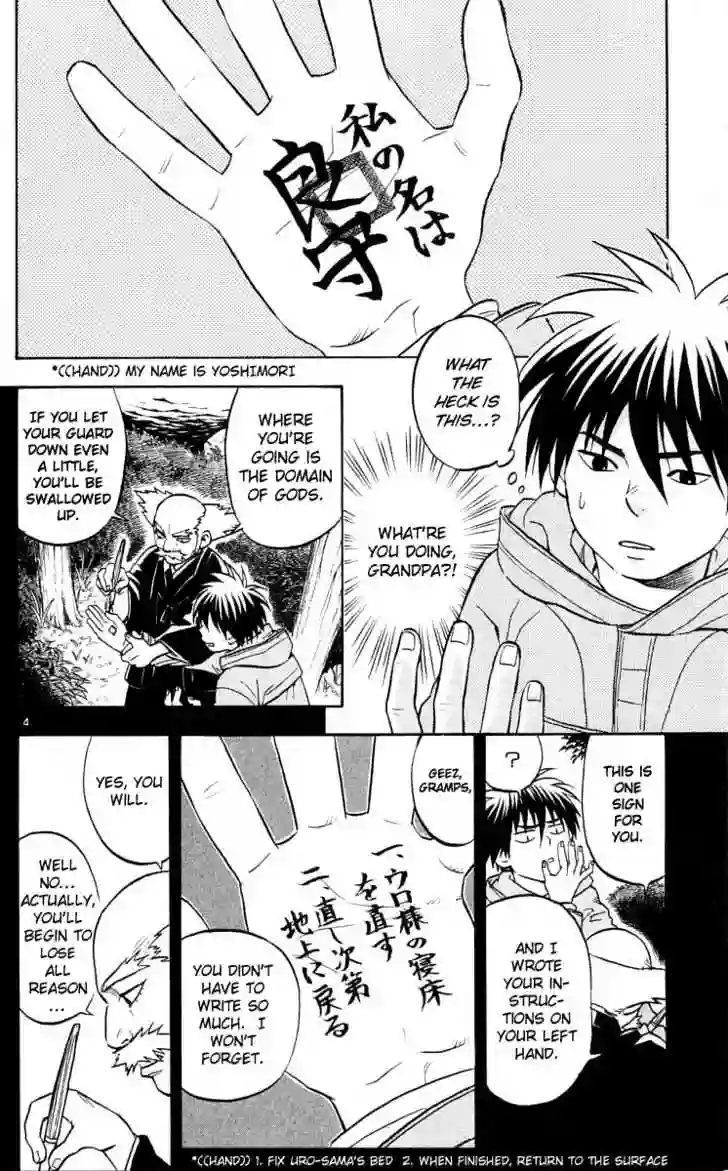 私の名は
良守
*((HAND)) MY NAME IS YOSHIMORI
WHAT
THE
HECK IS
THIS...?
WHERE
YOU'RE
GOING IS
THE DOMAIN
OF GODS.
IF YOU LET
YOUR GUARD
DOWN EVEN
A LITTLE,
YOU'LL BE
SWALLOWED
UP.
WHAT'RE
YOU DOING,
GRANDPA?!
4
THIS IS
ONE
SIGN
FOR
YOU.
?
AND I
WROTE
YOUR IN-
STRUC-
TIONS ON
YOUR LEFT
HAND.
GEEZ,
GRAMPS,
一、ウロ様の寝床
を直す
二、直し次第
地上に戻る
YOU DIDN'T
HAVE TO
WRITE SO
MUCH. I
WON'T
FORGET.
YES, YOU
WILL.
WELL
NO...
ACTUALLY,
YOU'LL
BEGIN TO
LOSE
ALL
REASON
...
*((HAND)) 1. FIX URO-SAMA'S BED 2. WHEN FINISHED, RETURN TO THE SURFACE